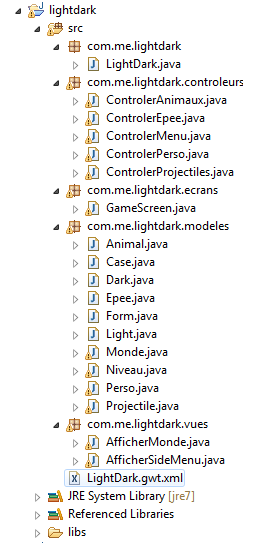 lightdark
src
com.me.lightdark
LightDark.java
com.me.lightdark.controleurs
ControlerAnimaux.java
ControlerEpee.java
ControlerMenu.java
ControlerPerso.java
ControlerProjectiles.java
com.me.lightdark.ecrans
GameScreen.java
com.me.lightdark.modeles
Animal.java
Case.java
Dark.java
Epee.java
Form.java
Light.java
Monde.java
Niveau.java
Perso.java
Projectile.java
com.me.lightdark.vues
AfficherMonde.java
AfficherSideMenu.java
LightDark.gwt.xml
JRE System Library [jre7]
Referenced Libraries
libs